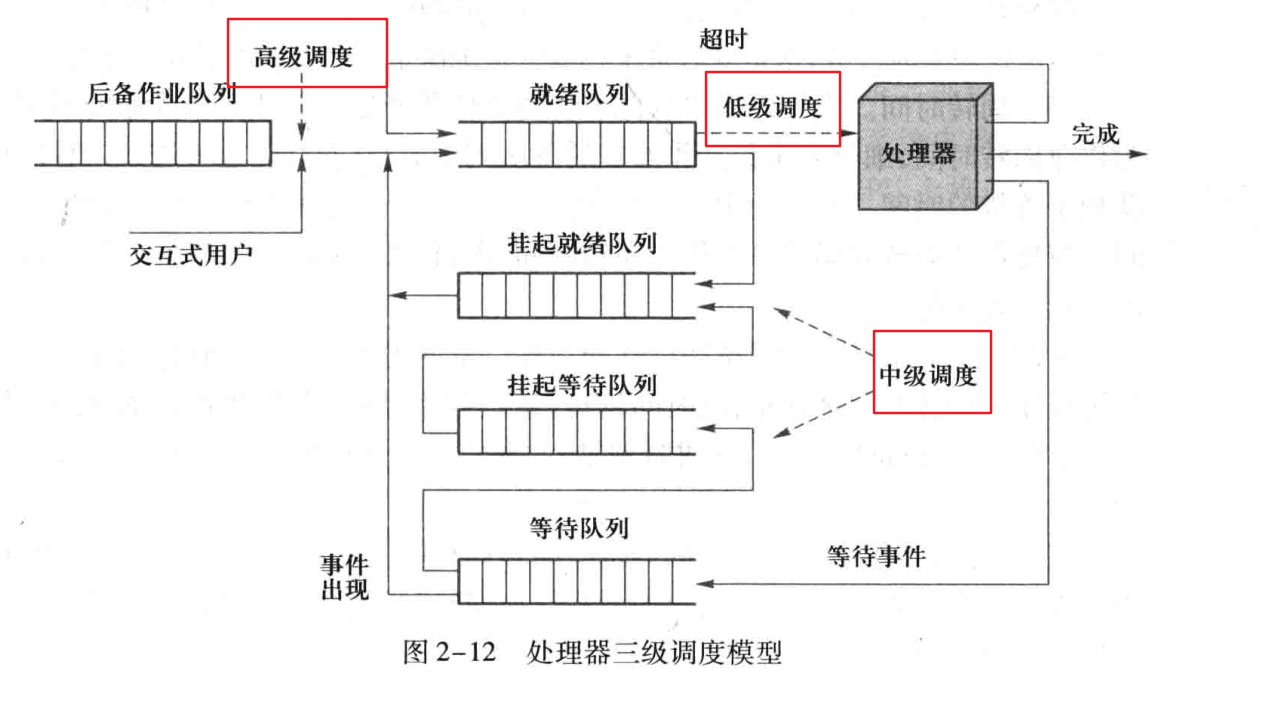 超时
高级调度
后备作业队列
就绪队列
低级调度
处理器
完成
交互式用户
挂起就绪队列
挂起等待队列
中级调度
等待队列
等待事件
事件
出现
图2-12 处理器三级调度模型